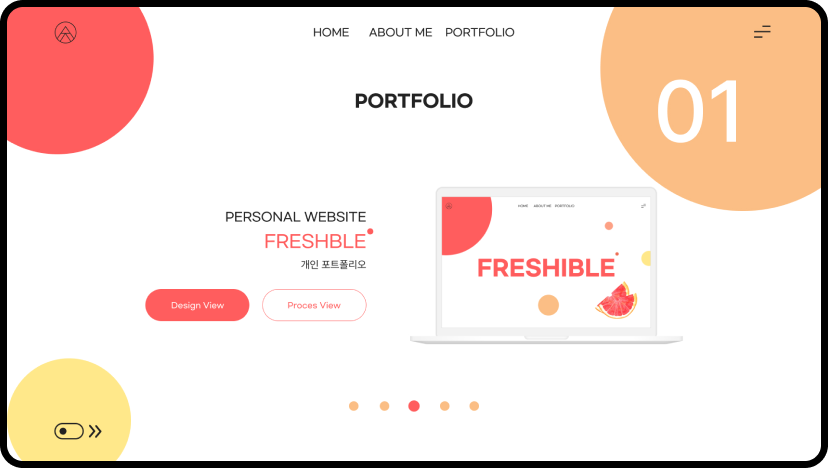 HOME ABOUT ME PORTFOLIO
PORTFOLIO
01
PERSONAL WEBSITE
FRESHBLE
개인 포트폴리오
Design View Proces View
HOME ABOUT ME PORTFOLIO
FRESHIBLE